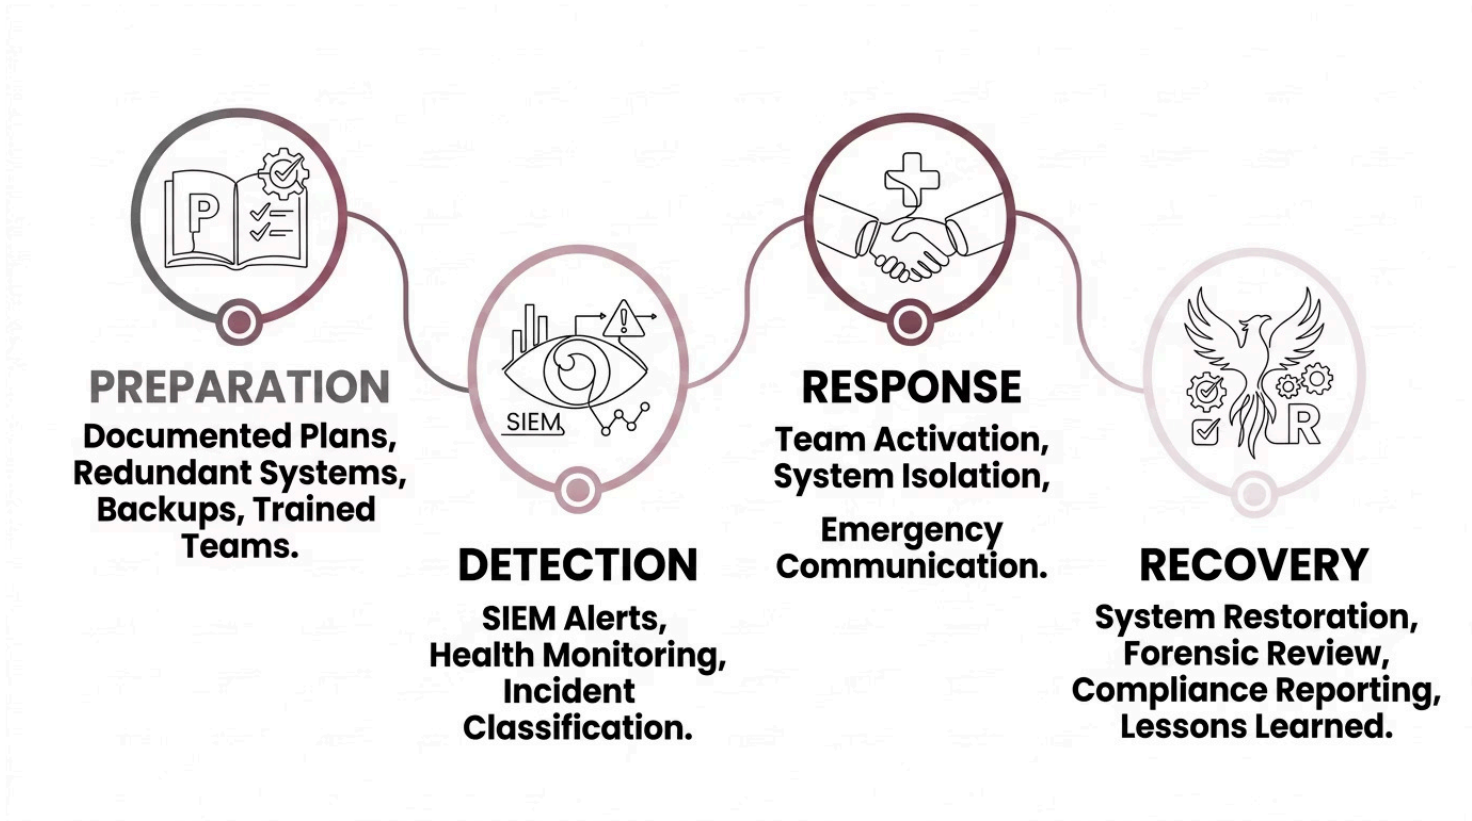 P
PREPARATION
Documented Plans,
Redundant Systems,
Backups, Trained
Teams.
SIEM
DETECTION
SIEM Alerts,
Health Monitoring,
Incident
Classification.
RESPONSE
Team Activation,
System Isolation,
Emergency
Communication.
R
RECOVERY
System Restoration,
Forensic Review,
Compliance Reporting,
Lessons Learned.